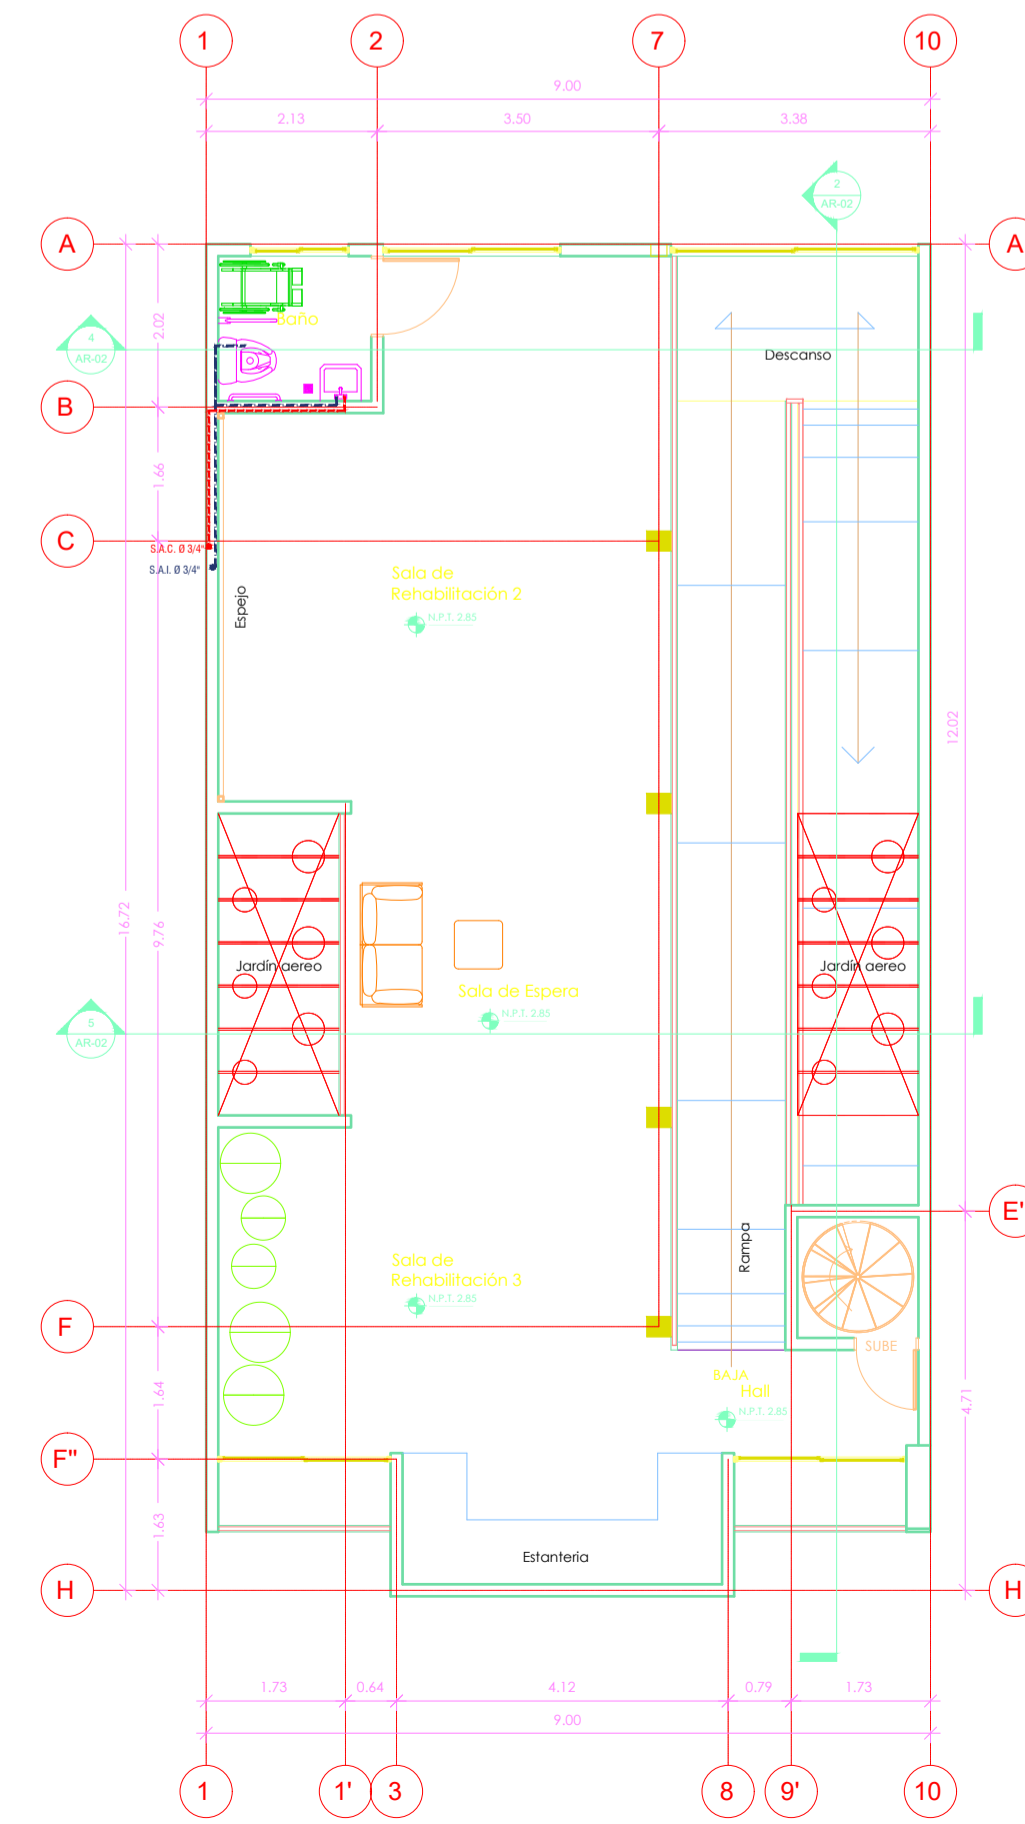 1
2
7
10
9.00
2.13
3.50
3.38
2
AR-02
A
A
2.02
Baño
4
AR-02
Descanso
B
1.66
C
S.A.C. Ø 3/4"
S.A.I. Ø 3/4"
Espejo
Sala de
Rehabilitación 2
N.P.T. 2.85
12.02
16.72
9.76
Jardín aereo
Jardín aereo
Sala de Espera
N.P.T. 2.85
5
AR-02
E'
Rampa
Sala de
Rehabilitación 3
N.P.T. 2.85
F
SUBE
BAJA
Hall
N.P.T. 2.85
1.64
4.71
F"
1.63
Estanteria
H
H
1.73
0.64
4.12
0.79
1.73
9.00
1
1'
3
8
9'
10